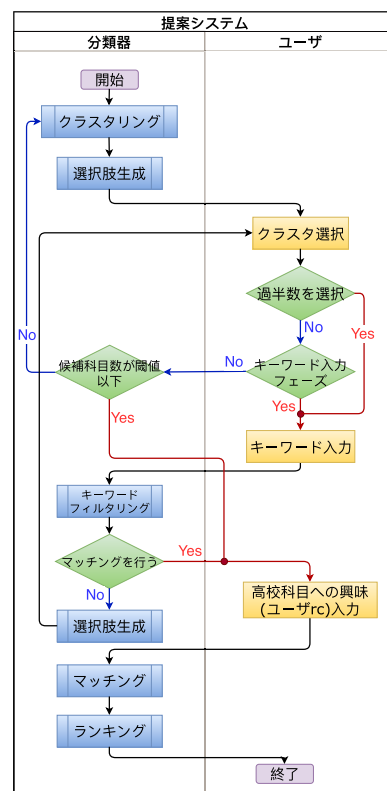 提案システム
分類器
ユーザ
開始
クラスタリング
選択肢生成
クラスタ選択
過半数を選択
No
Yes
No
候補科目数が閾値
以下
No
キーワード入力
フェーズ
Yes
Yes
キーワード入力
キーワード
フィルタリング
マッチングを行う
Yes
No
高校科目への興味
(ユーザrc)入力
選択肢生成
マッチング
ランキング
終了